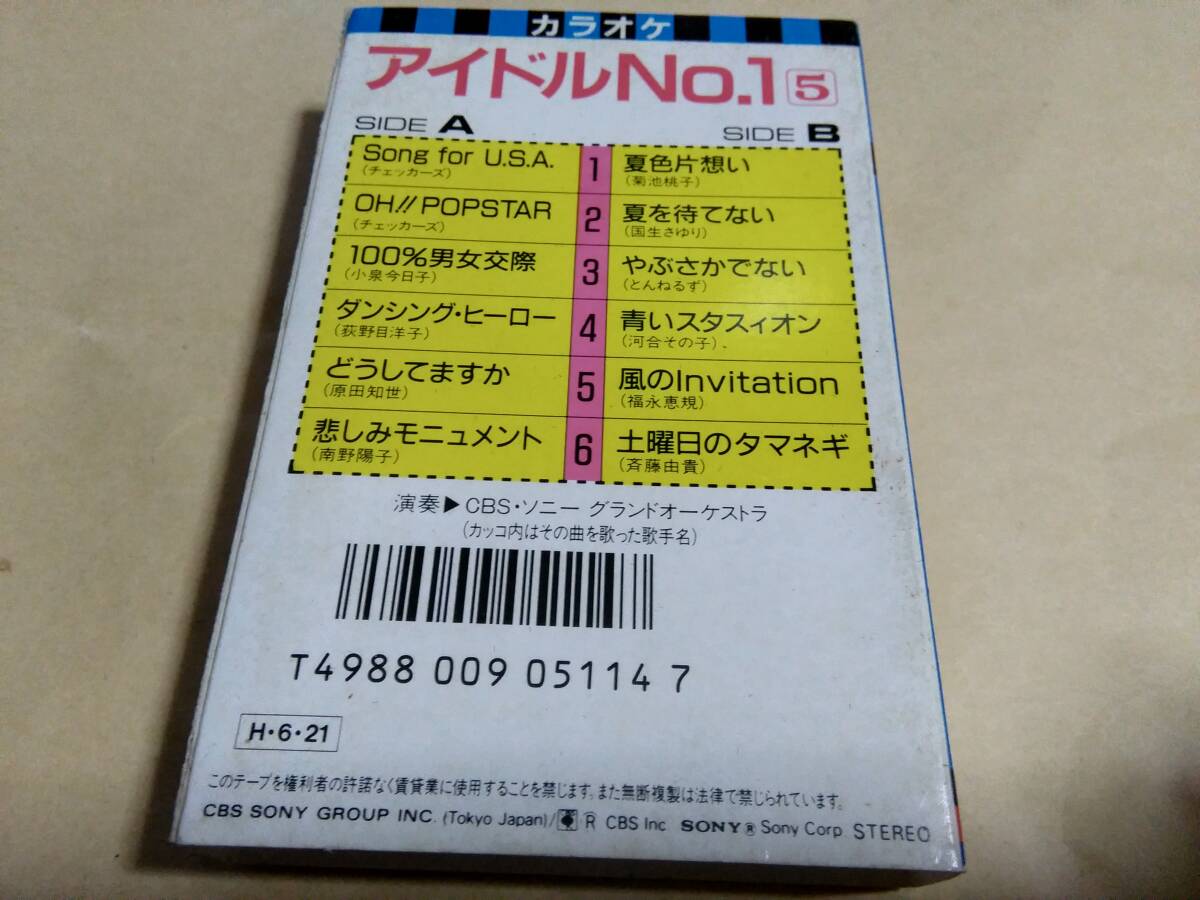 カラオケ
アイドルNo.1 5
SIDE A SIDE B
Song for U.S.A. 1 夏色片想い
(チェッカーズ) (菊池桃子)
OH!! POPSTAR 2 夏を待てない
(チェッカーズ) (国生さゆり)
100%男女交際 3 やぶさかでない
(小泉今日子) (とんねるず)
ダンシング・ヒーロー 4 青いスタスィオン
(荻野目洋子) (河合その子)
どうしてますか 5 風のInvitation
(原田知世) (福永恵規)
悲しみモニュメント 6 土曜日のタマネギ
(南野陽子) (斉藤由貴)
演奏▶CBS・ソニー グランドオーケストラ
(カッコ内はその曲を歌った歌手名)
T4988 009 05114 7
H・6・21
このテープを権利者の許諾なく賃貸業に使用することを禁じます。また無断複製は法律で禁じられています。
CBS SONY GROUP INC. (Tokyo Japan)/ ® CBS Inc. SONY® Sony Corp. STEREO